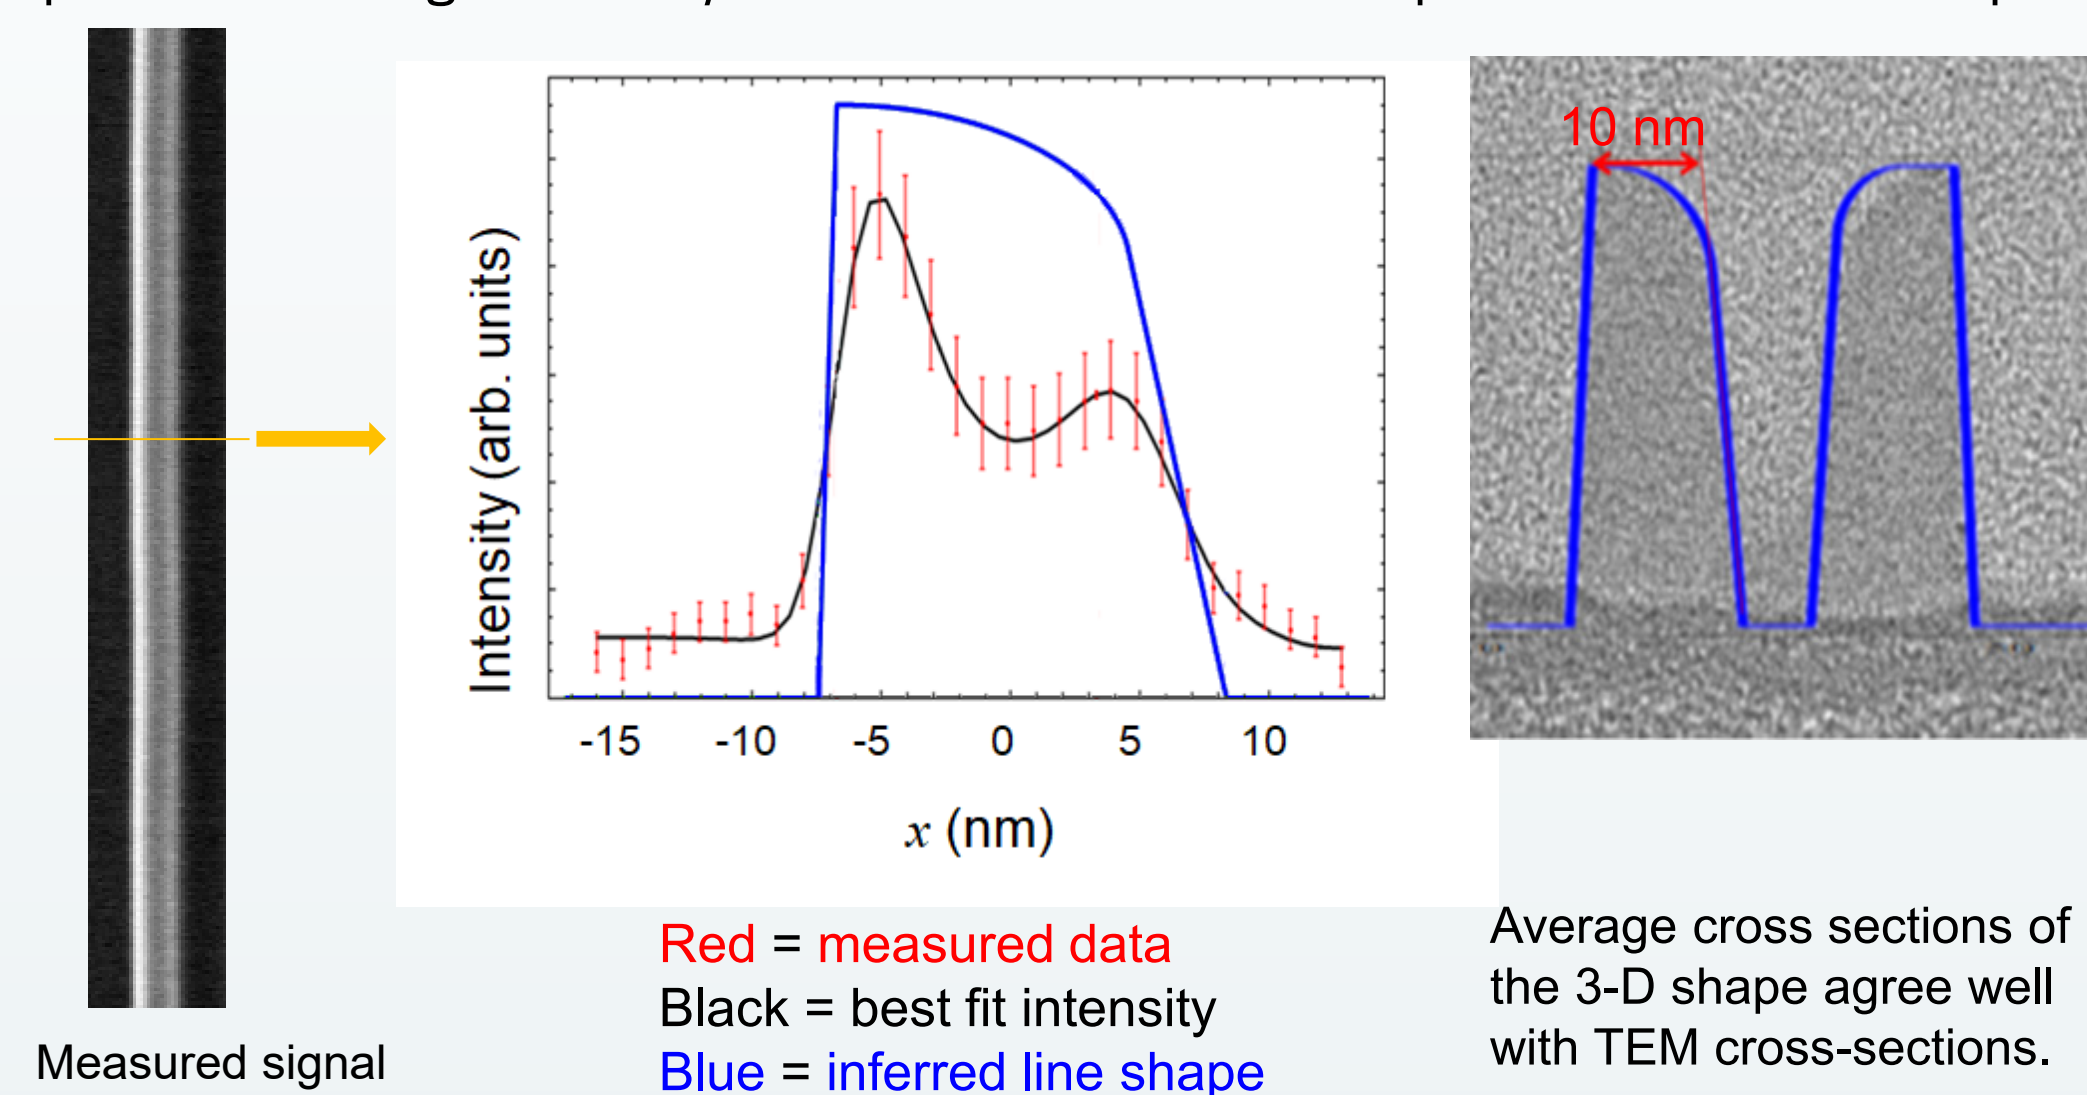 10 nm
Intensity (arb. units)
-15 -10 -5 0 5 10
x (nm)
Measured signal
Red = measured data
Black = best fit intensity
Blue = inferred line shape
Average cross sections of
the 3-D shape agree well
with TEM cross-sections.